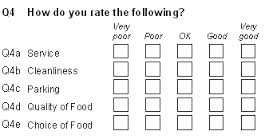 Q4 How do you rate the following?
Very poor Poor OK Good Very good
Q4a Service
Q4b Cleanliness
Q4c Parking
Q4d Quality of Food
Q4e Choice of Food